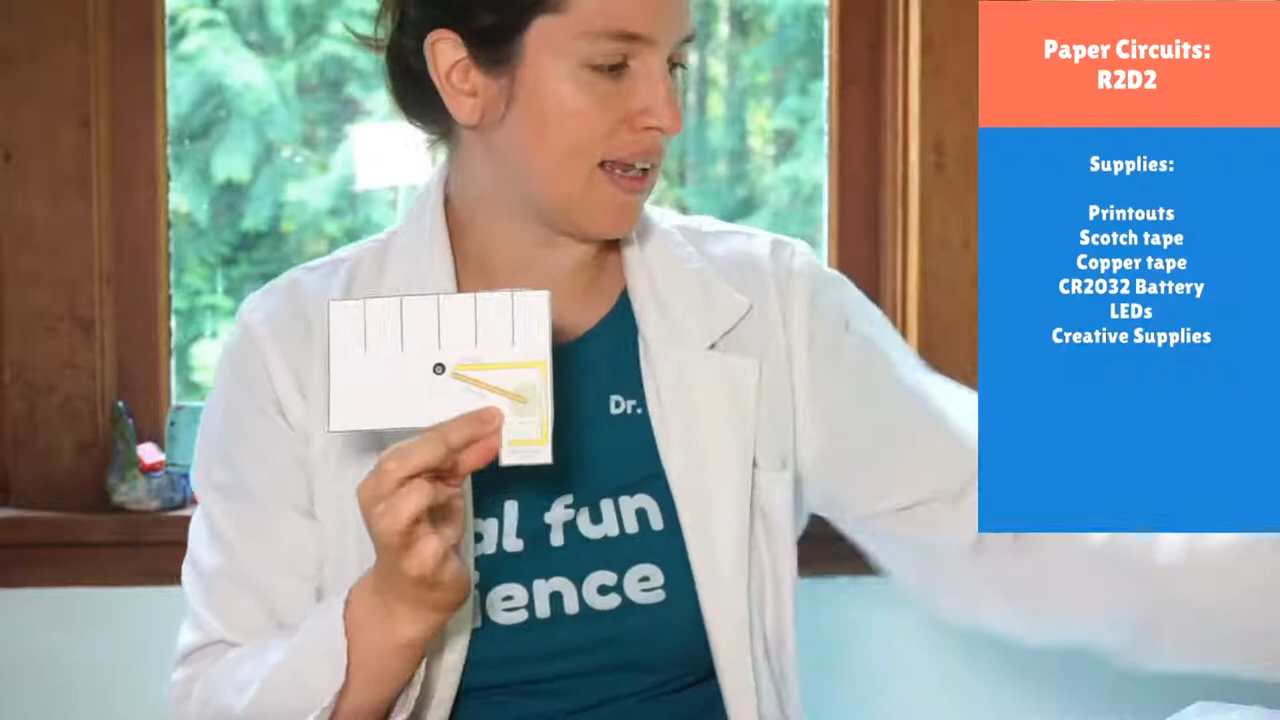 Paper Circuits:
R2D2
Supplies:
Printouts
Scotch tape
Copper tape
CR2032 Battery
LEDs
Creative Supplies
Dr.
al fun
ience